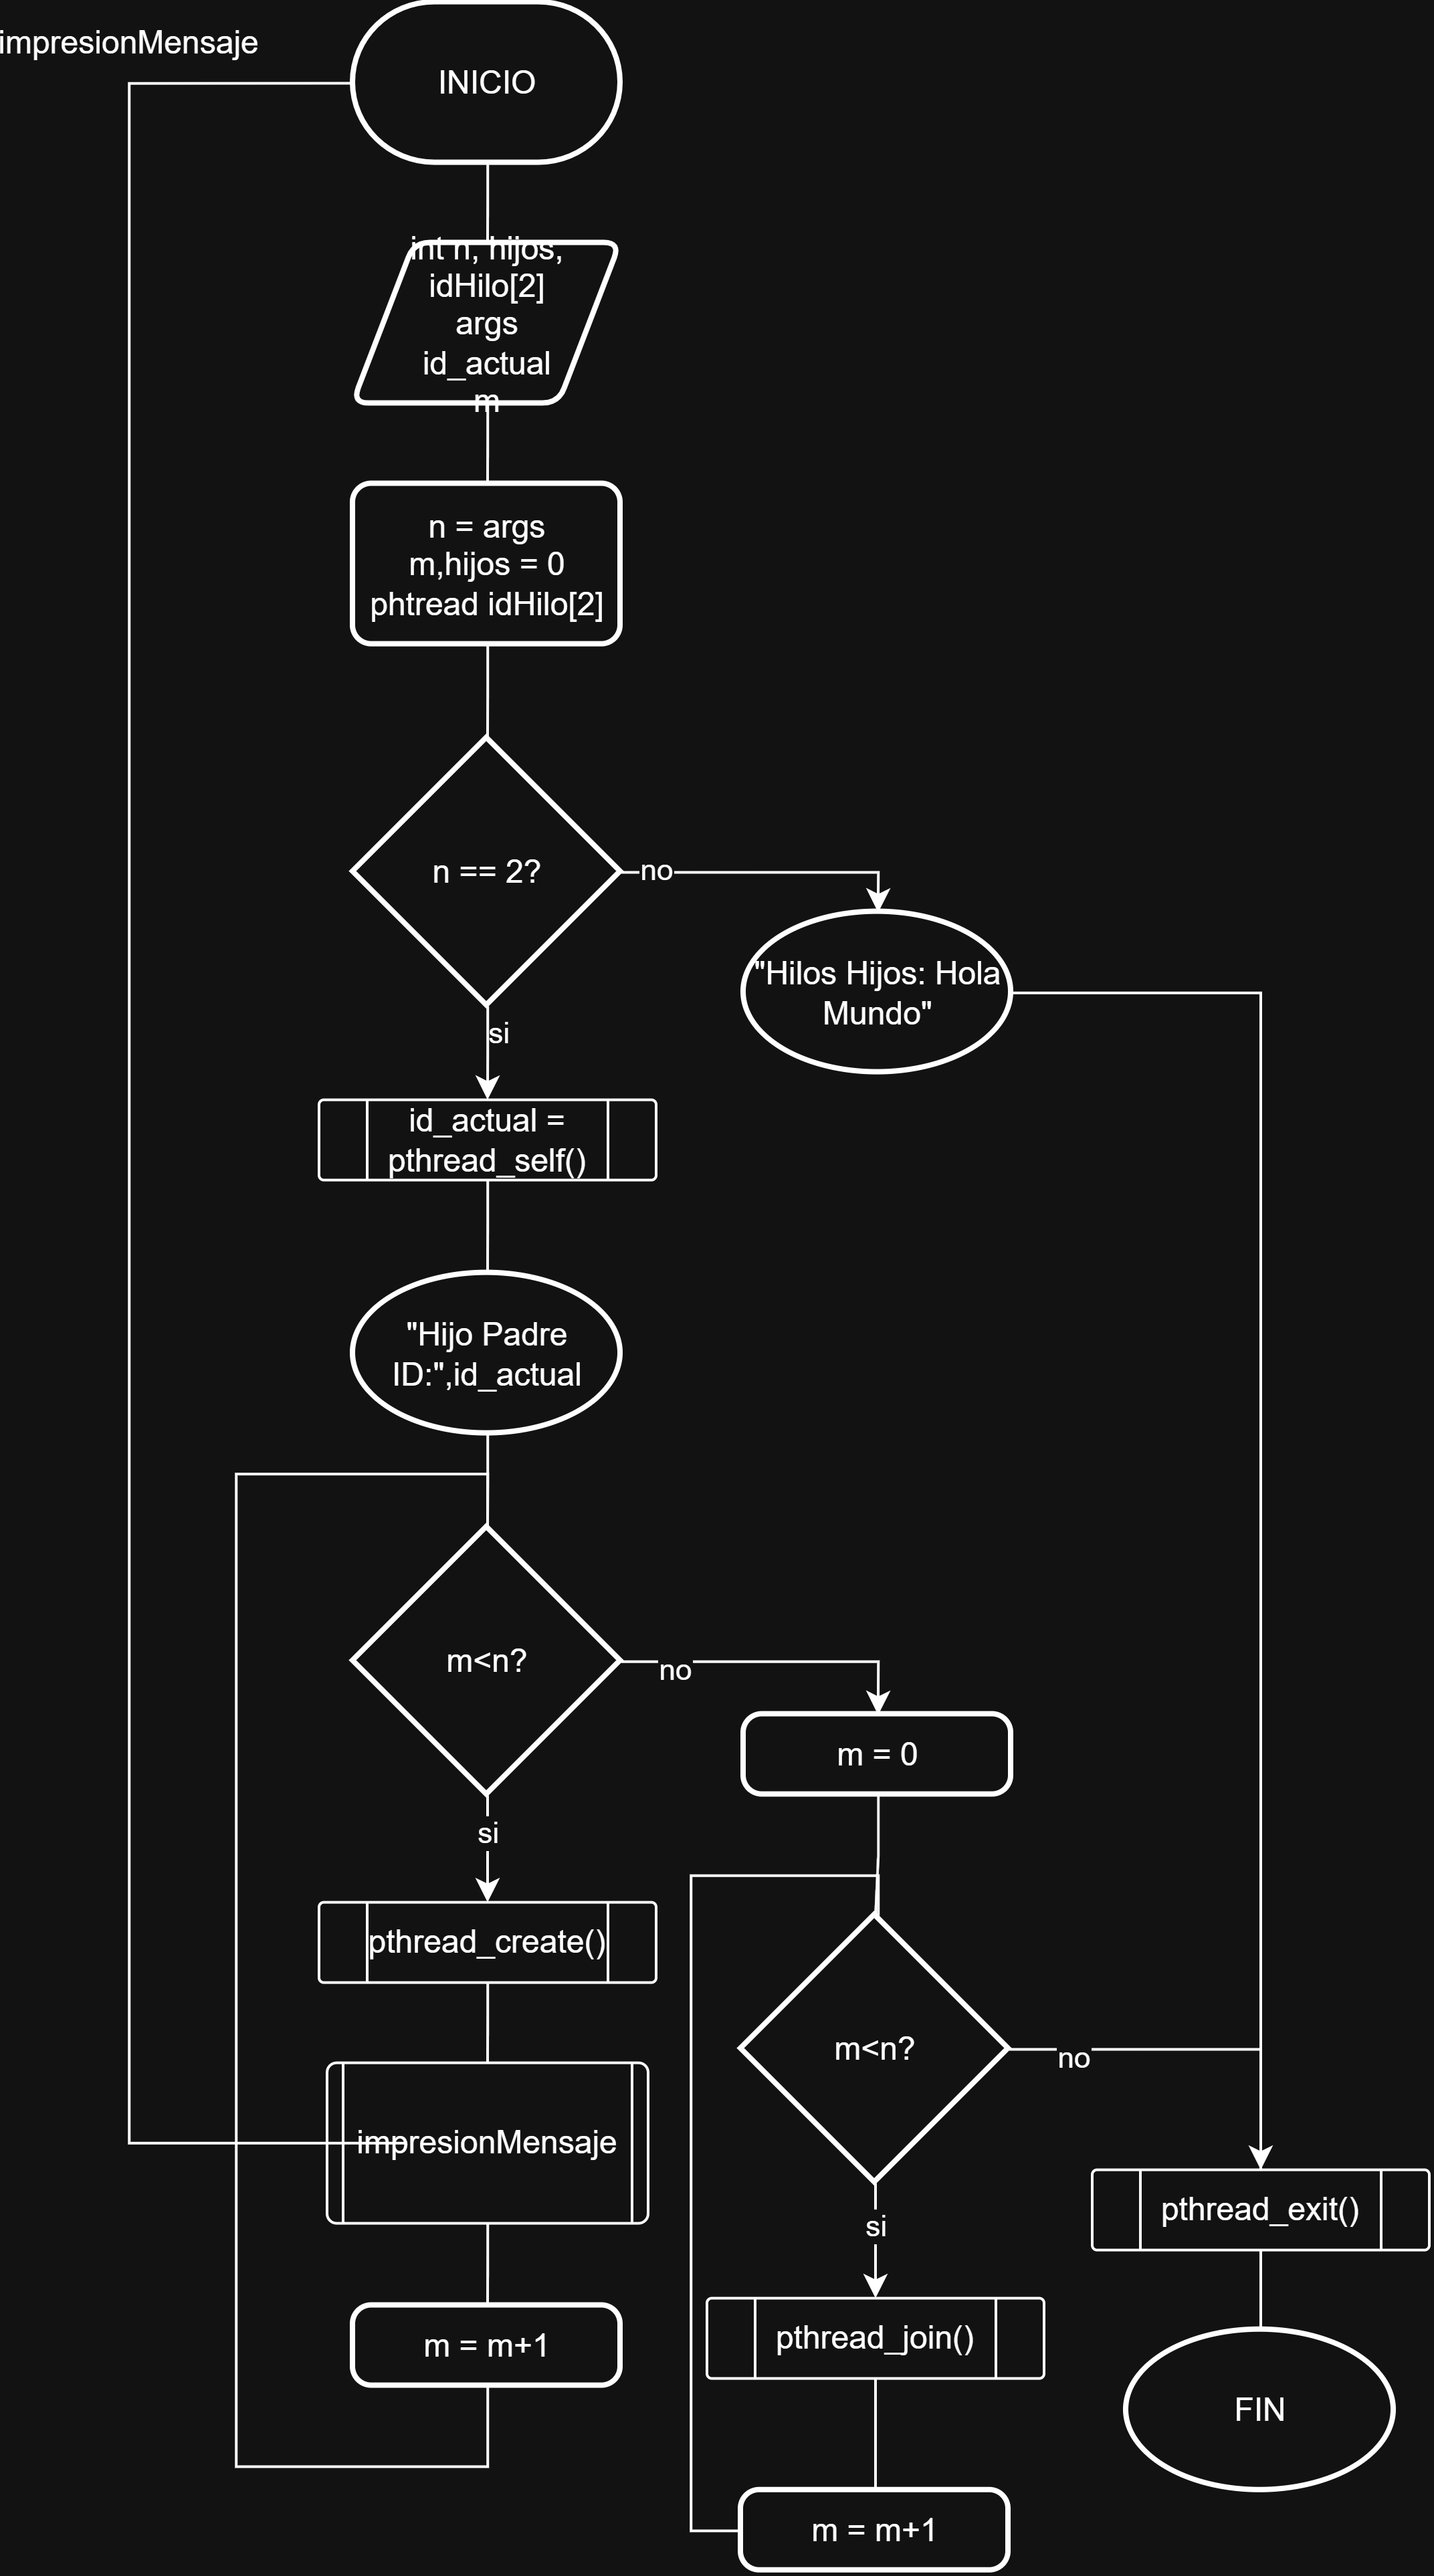 impresionMensaje
INICIO
int n, hijos,
idHilo[2]
args
id_actual
m
n = args
m,hijos = 0
phtread idHilo[2]
n == 2?
no
"Hilos Hijos: Hola
Mundo"
si
id_actual =
pthread_self()
"Hijo Padre
ID:",id_actual
m<n?
no
m = 0
si
pthread_create()
impresionMensaje
m = m+1
m<n?
no
si
pthread_join()
m = m+1
pthread_exit()
FIN